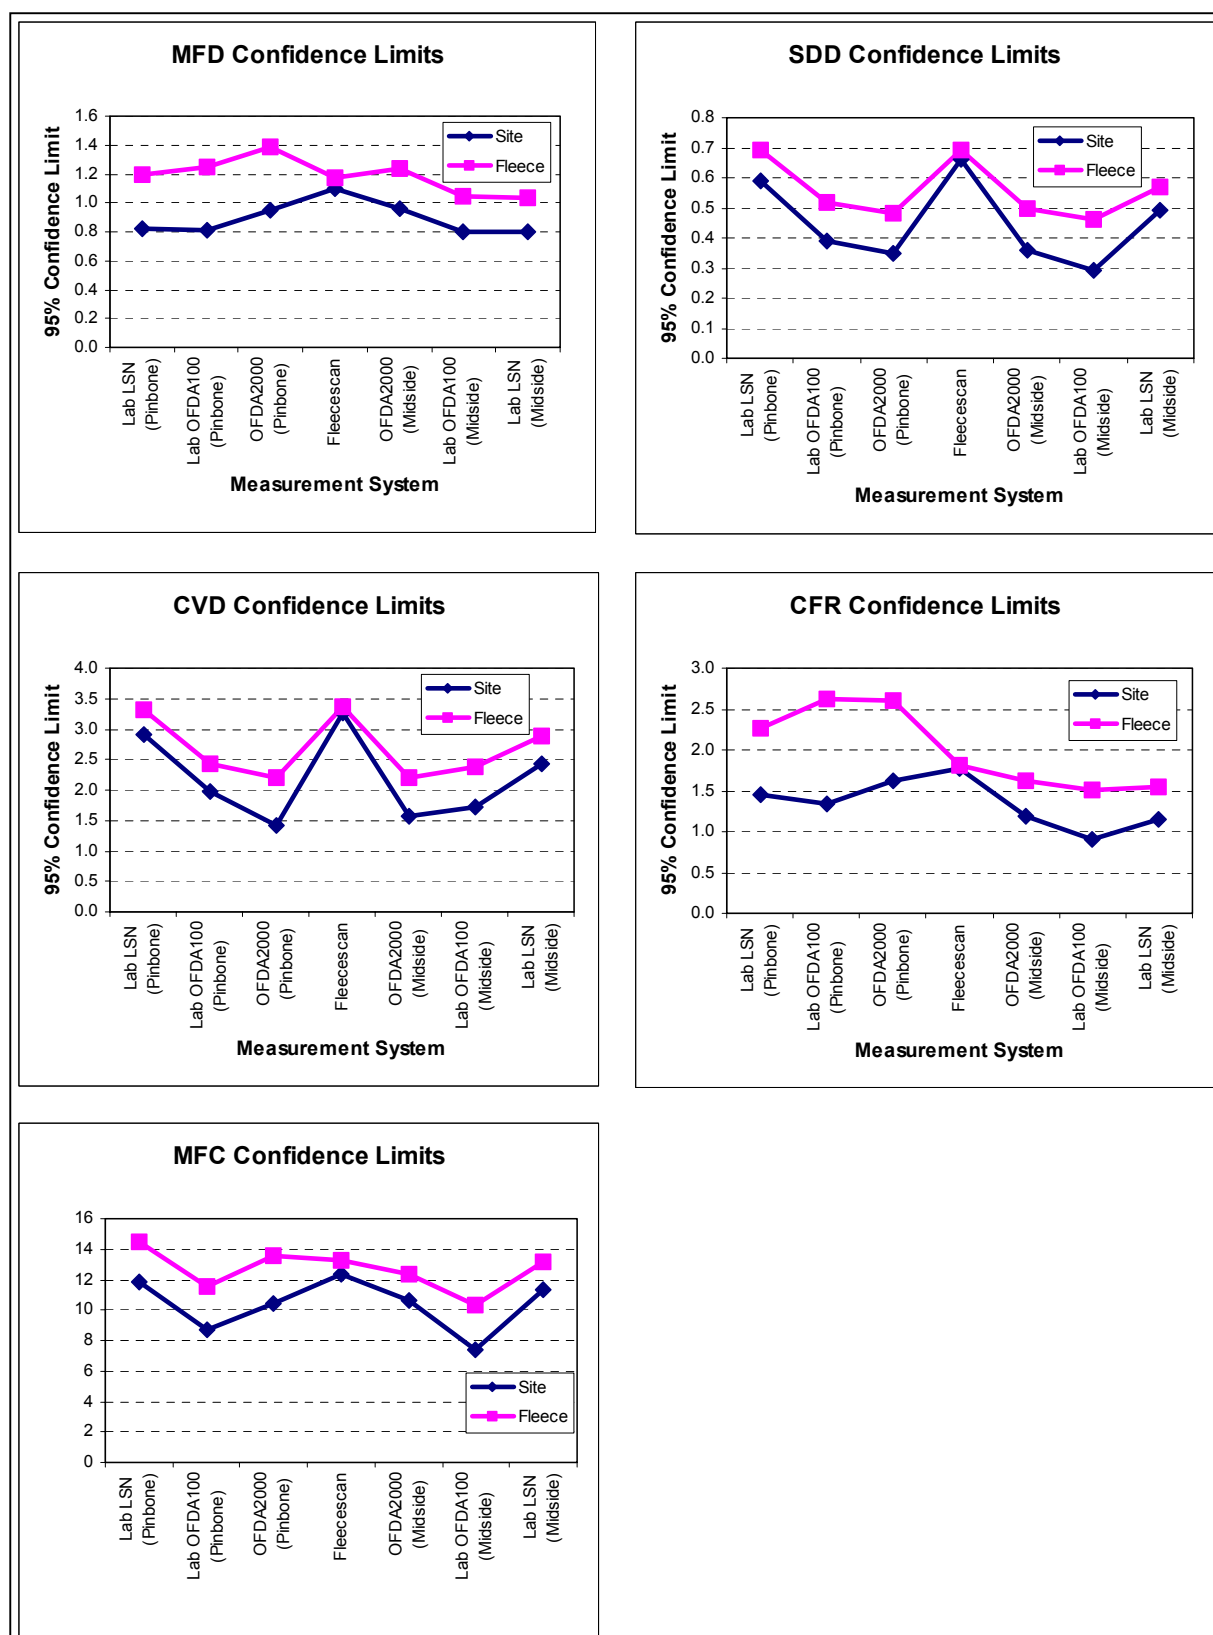 MFD Confidence Limits
95% Confidence Limit
1.6
1.4
1.2
1.0
0.8
0.6
0.4
0.2
0.0
Site
Fleece
Lab LSN
(Pinbone)
Lab OFDA100
(Pinbone)
OFDA2000
(Pinbone)
Fleecescan
OFDA2000
(Midside)
Lab OFDA100
(Midside)
Lab LSN
(Midside)
Measurement System
SDD Confidence Limits
95% Confidence Limit
0.8
0.7
0.6
0.5
0.4
0.3
0.2
0.1
0.0
Site
Fleece
Lab LSN
(Pinbone)
Lab OFDA100
(Pinbone)
OFDA2000
(Pinbone)
Fleecescan
OFDA2000
(Midside)
Lab OFDA100
(Midside)
Lab LSN
(Midside)
Measurement System
CVD Confidence Limits
95% Confidence Limit
4.0
3.5
3.0
2.5
2.0
1.5
1.0
0.5
0.0
Site
Fleece
Lab LSN
(Pinbone)
Lab OFDA100
(Pinbone)
OFDA2000
(Pinbone)
Fleecescan
OFDA2000
(Midside)
Lab OFDA100
(Midside)
Lab LSN
(Midside)
Measurement System
CFR Confidence Limits
95% Confidence Limit
3.0
2.5
2.0
1.5
1.0
0.5
0.0
Site
Fleece
Lab LSN
(Pinbone)
Lab OFDA100
(Pinbone)
OFDA2000
(Pinbone)
Fleecescan
OFDA2000
(Midside)
Lab OFDA100
(Midside)
Lab LSN
(Midside)
Measurement System
MFC Confidence Limits
16
14
12
10
8
6
4
2
0
Site
Fleece
Lab LSN
(Pinbone)
Lab OFDA100
(Pinbone)
OFDA2000
(Pinbone)
Fleecescan
OFDA2000
(Midside)
Lab OFDA100
(Midside)
Lab LSN
(Midside)